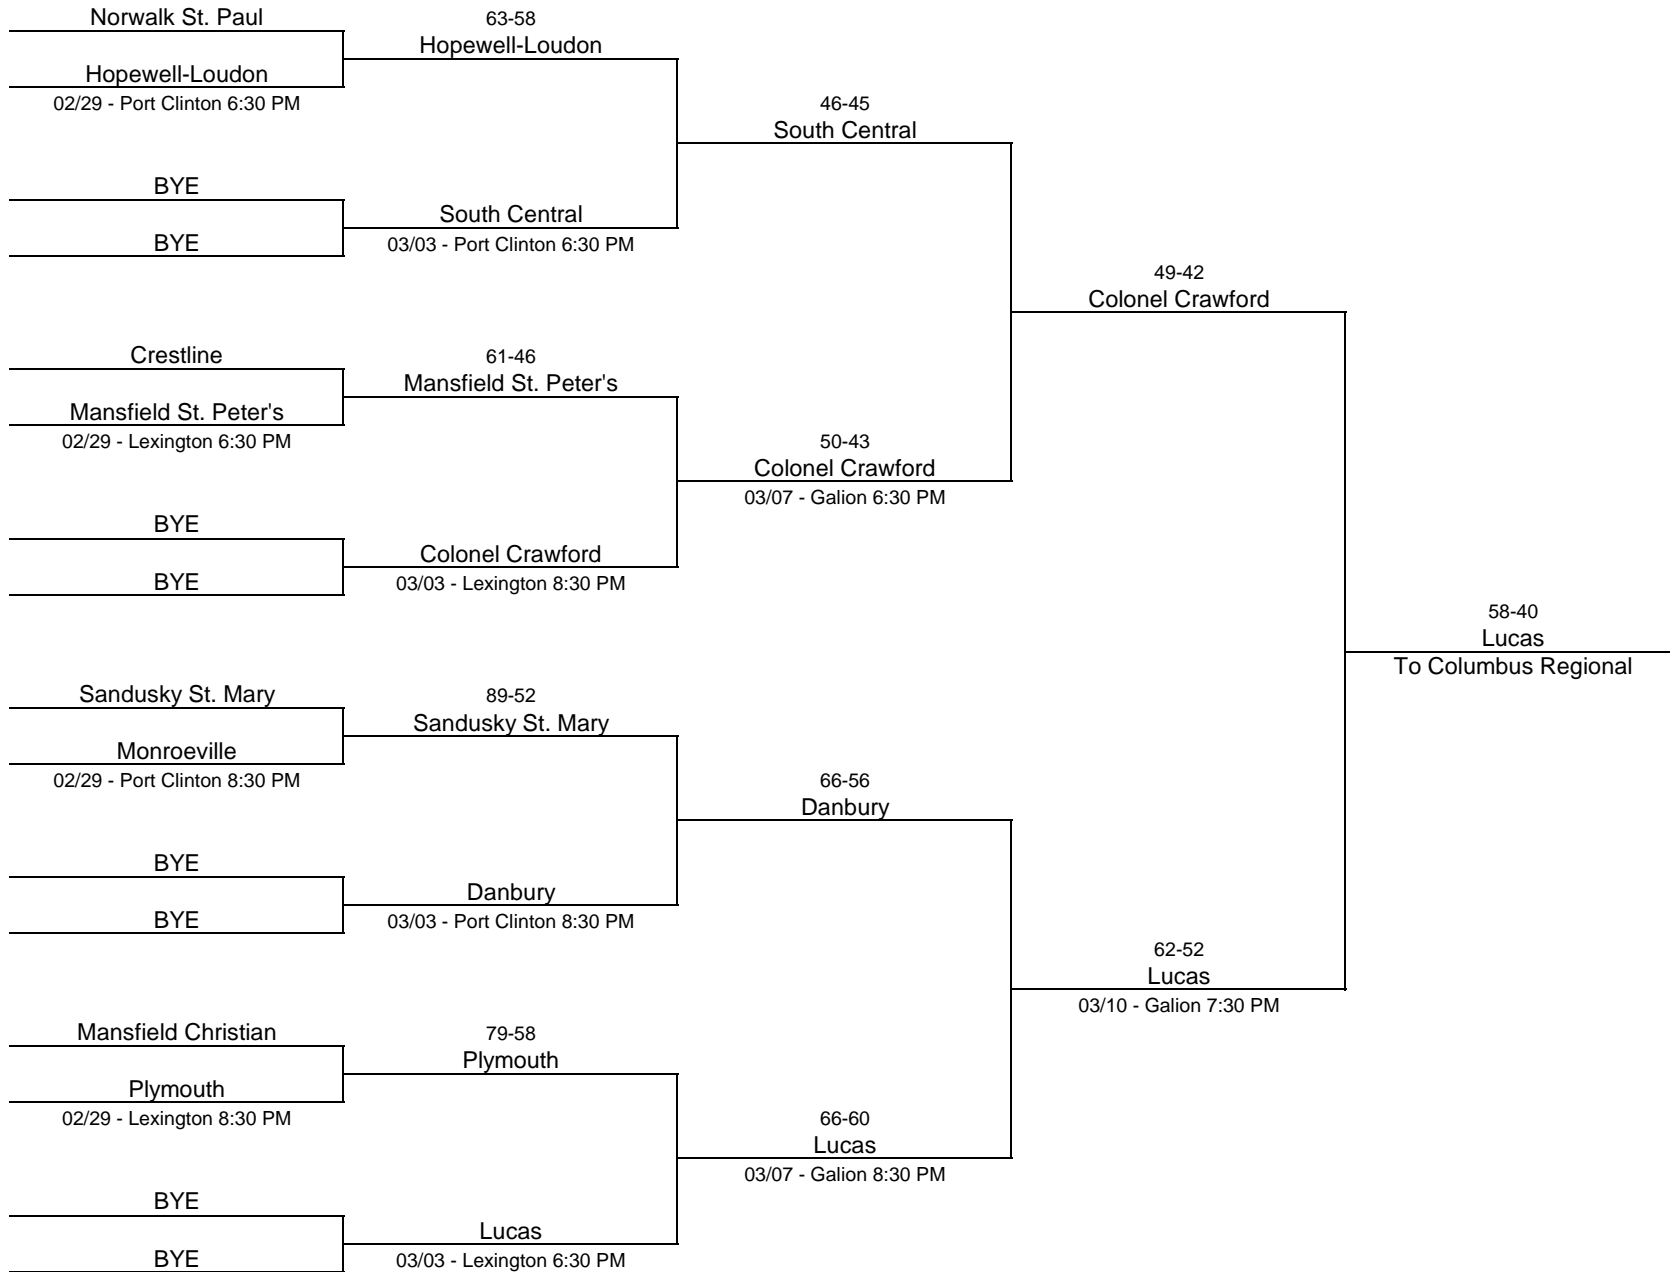 Norwalk St. Paul
Hopewell-Loudon
02/29 - Port Clinton 6:30 PM
BYE
BYE
Crestline
Mansfield St. Peter's
02/29 - Lexington 6:30 PM
BYE
BYE
Sandusky St. Mary
Monroeville
02/29 - Port Clinton 8:30 PM
BYE
BYE
Mansfield Christian
Plymouth
02/29 - Lexington 8:30 PM
BYE
BYE
63-58
Hopewell-Loudon
South Central
03/03 - Port Clinton 6:30 PM
61-46
Mansfield St. Peter's
Colonel Crawford
03/03 - Lexington 8:30 PM
89-52
Sandusky St. Mary
Danbury
03/03 - Port Clinton 8:30 PM
79-58
Plymouth
Lucas
03/03 - Lexington 6:30 PM
46-45
South Central
50-43
Colonel Crawford
03/07 - Galion 6:30 PM
66-56
Danbury
66-60
Lucas
03/07 - Galion 8:30 PM
49-42
Colonel Crawford
62-52
Lucas
03/10 - Galion 7:30 PM
58-40
Lucas
To Columbus Regional